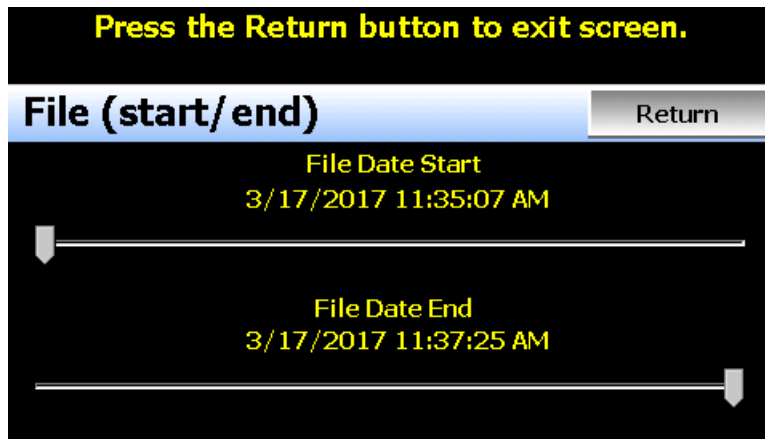 Press the Return button to exit screen.
File (start/end)
Return
File Date Start
3/17/2017 11:35:07 AM
File Date End
3/17/2017 11:37:25 AM